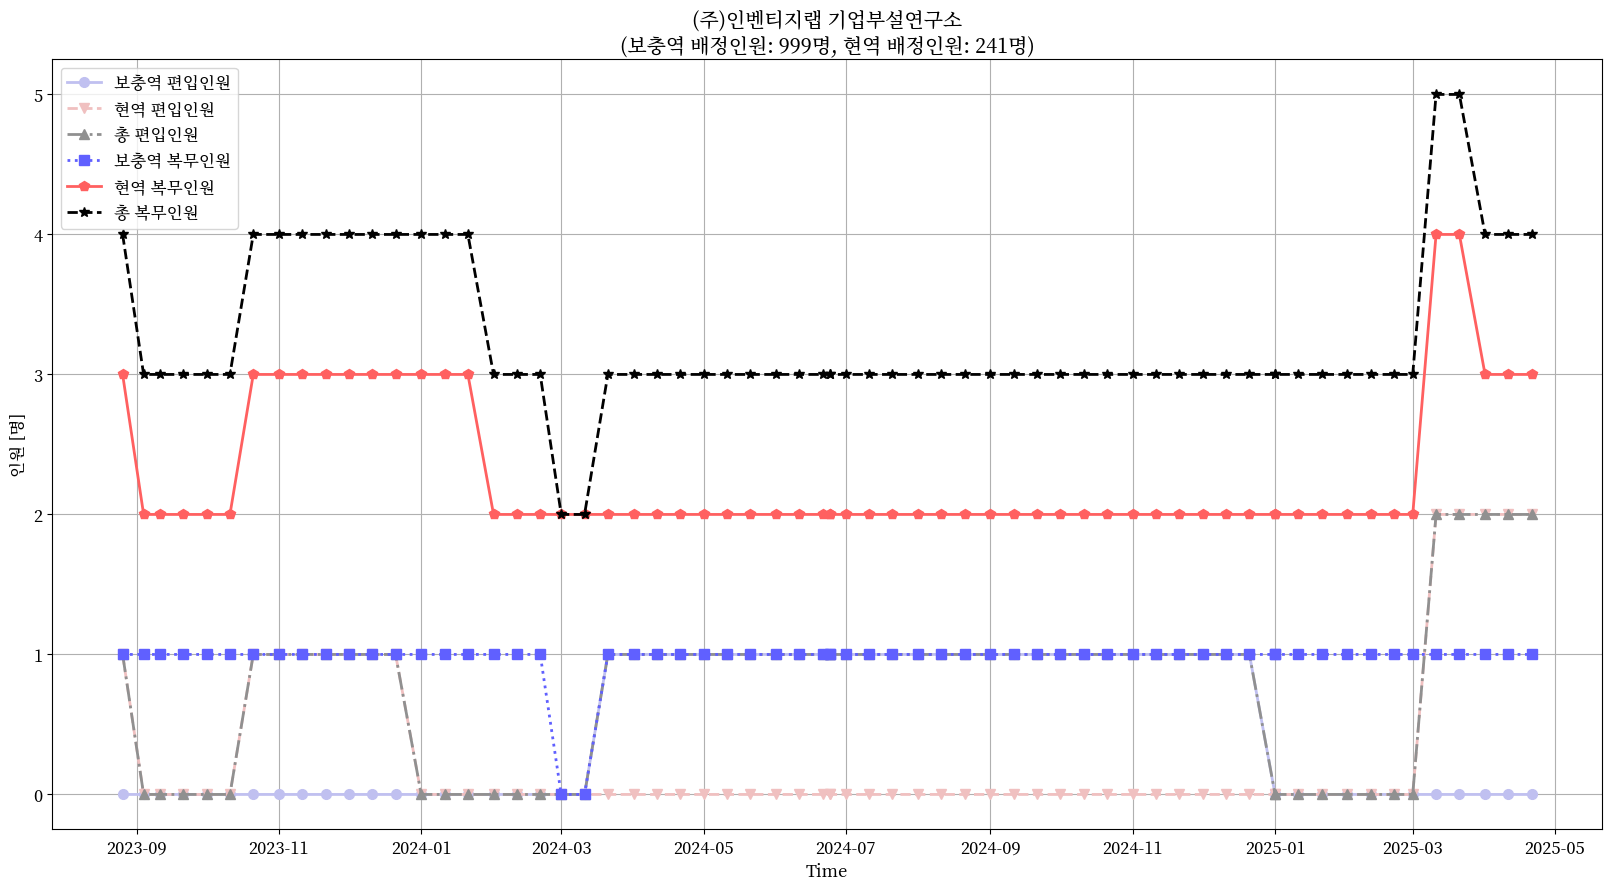 (주)인벤티지랩 기업부설연구소
(보충역 배정인원: 999명, 현역 배정인원: 241명)
보충역 편입인원
현역 편입인원
총 편입인원
보충역 복무인원
현역 복무인원
총 복무인원
5
4
3
2
1
0
인원 [명]
2023-09
2023-11
2024-01
2024-03
2024-05
2024-07
2024-09
2024-11
2025-01
2025-03
2025-05
Time